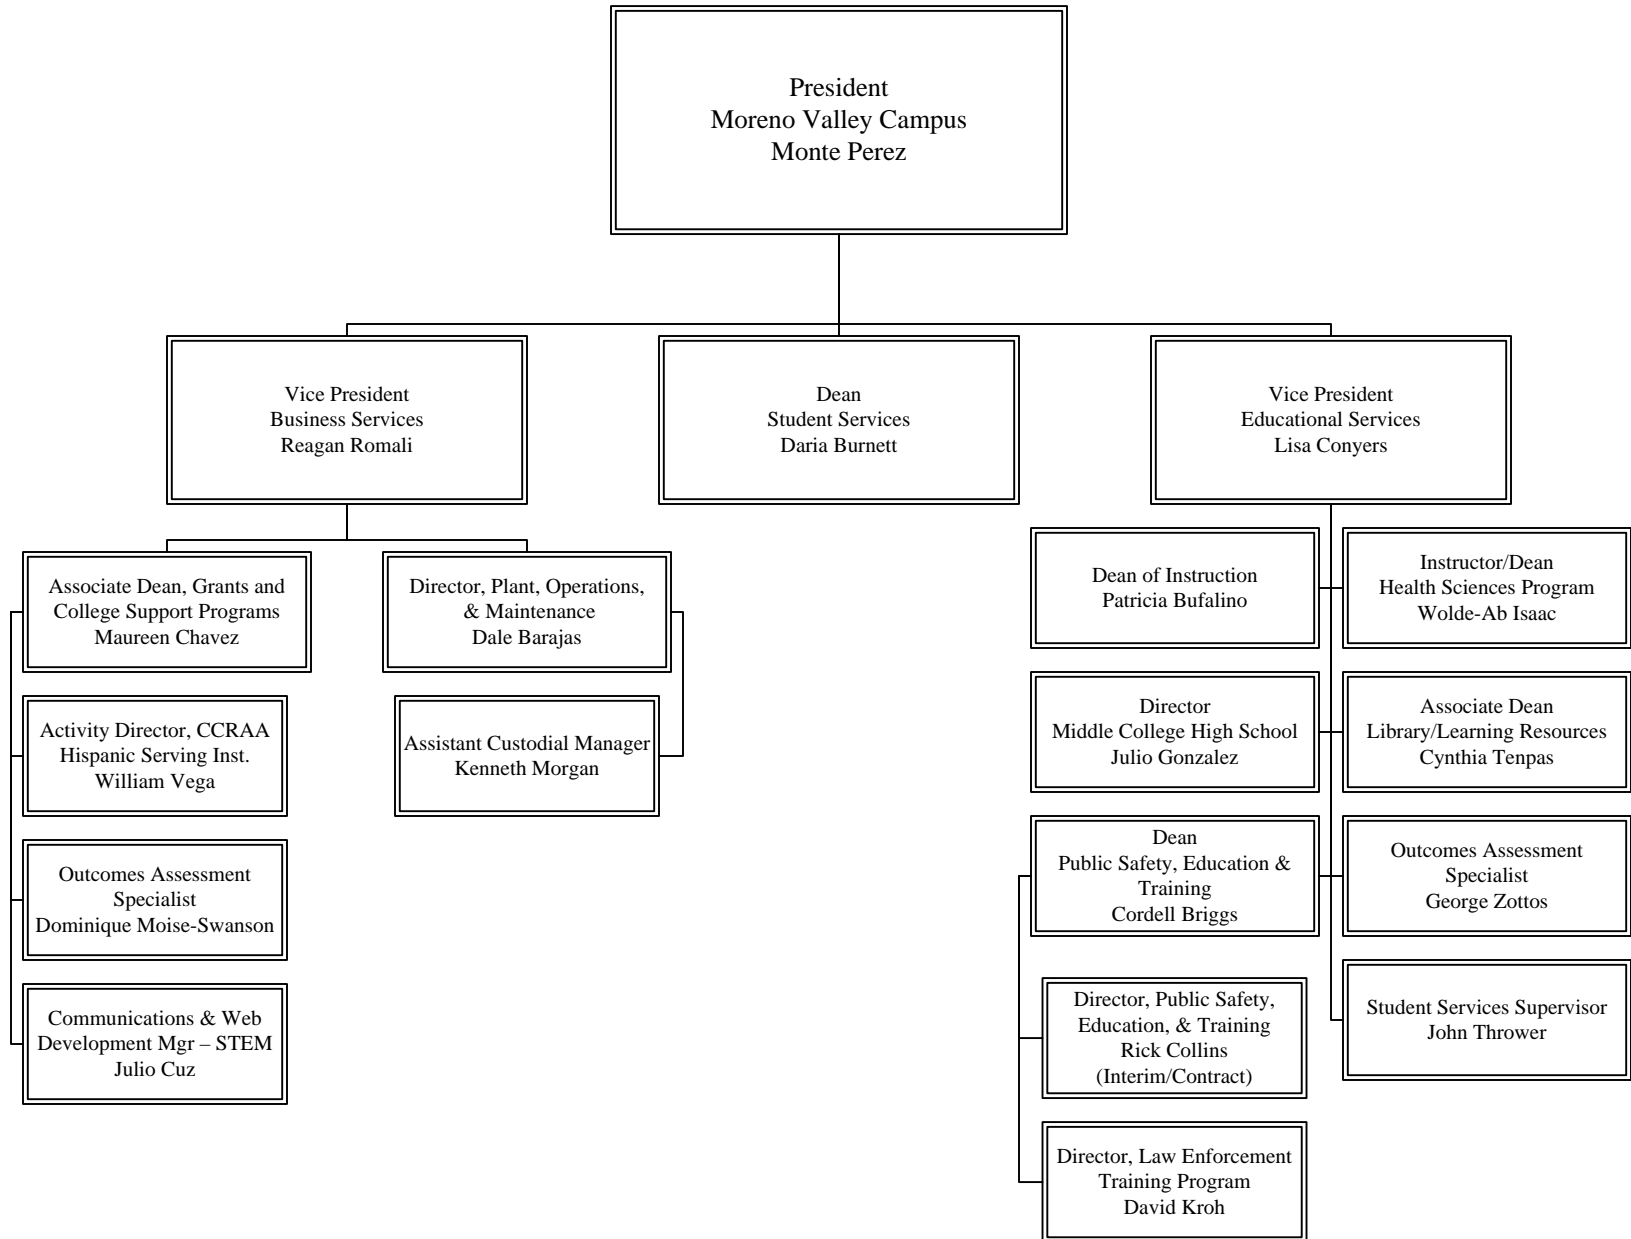 President
Moreno Valley Campus
Monte Perez
Vice President
Business Services
Reagan Romali
Dean
Student Services
Daria Burnett
Vice President
Educational Services
Lisa Conyers
Associate Dean, Grants and
College Support Programs
Maureen Chavez
Director, Plant, Operations,
& Maintenance
Dale Barajas
Dean of Instruction
Patricia Bufalino
Instructor/Dean
Health Sciences Program
Wolde-Ab Isaac
Activity Director, CCRAA
Hispanic Serving Inst.
William Vega
Assistant Custodial Manager
Kenneth Morgan
Director
Middle College High School
Julio Gonzalez
Associate Dean
Library/Learning Resources
Cynthia Tenpas
Outcomes Assessment
Specialist
Dominique Moise-Swanson
Dean
Public Safety, Education &
Training
Cordell Briggs
Outcomes Assessment
Specialist
George Zottos
Communications & Web
Development Mgr – STEM
Julio Cuz
Director, Public Safety,
Education, & Training
Rick Collins
(Interim/Contract)
Student Services Supervisor
John Thrower
Director, Law Enforcement
Training Program
David Kroh